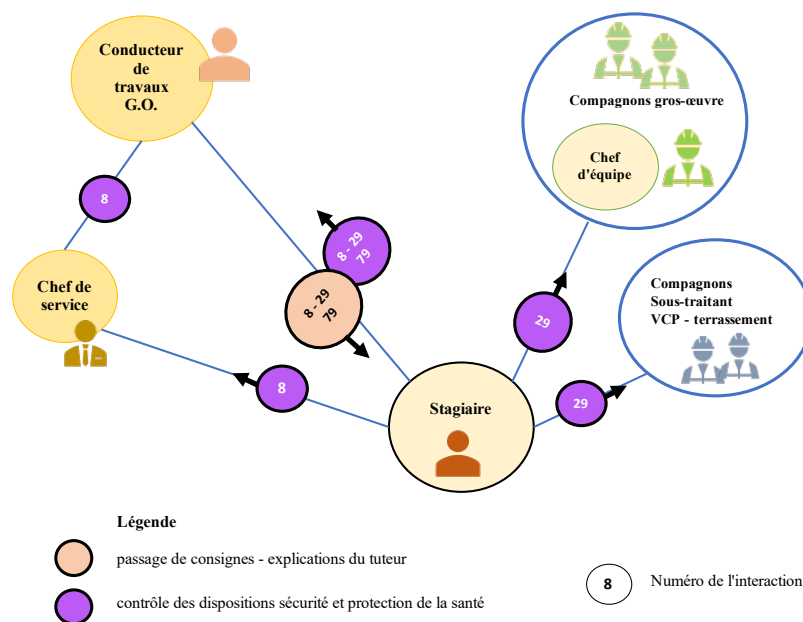 Conducteur
de
travaux
G.O.
Compagnons gros-œuvre
Chef
d'équipe
8
8 - 29
79
8 - 29
79
Chef de
service
29
Compagnons
Sous-traitant
VCP - terrassement
8
29
Stagiaire
Légende
passage de consignes - explications du tuteur
8
Numéro de l'interaction
contrôle des dispositions sécurité et protection de la santé